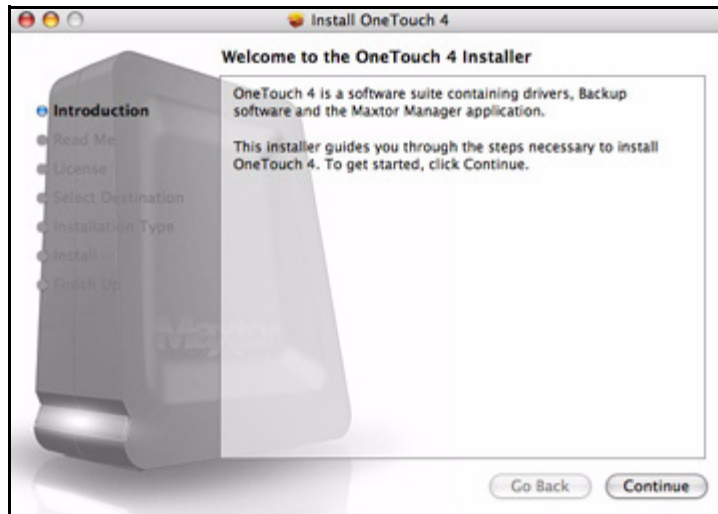 Install OneTouch 4
Welcome to the OneTouch 4 Installer
Introduction
Read Me
License
Select Destination
Installation Type
Install
Finish Up
OneTouch 4 is a software suite containing drivers, Backup
software and the Maxtor Manager application.
This installer guides you through the steps necessary to install
OneTouch 4. To get started, click Continue.
Maxtor
Go Back
Continue